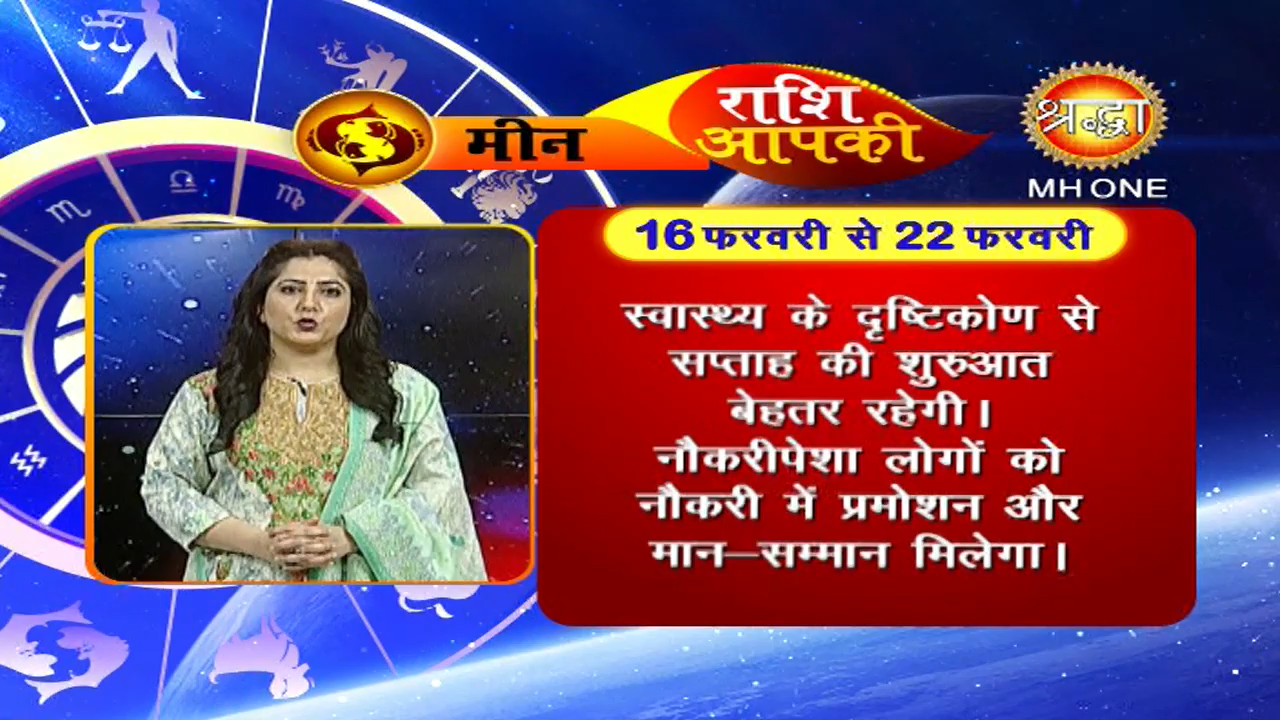 राशि
मीन
आपकी
श्रद्धा
MH ONE
16 फरवरी से 22 फरवरी
स्वास्थ्य के दृष्टिकोण से
सप्ताह की शुरुआत
बेहतर रहेगी।
नौकरीपेशा लोगों को
नौकरी में प्रमोशन और
मान–सम्मान मिलेगा।